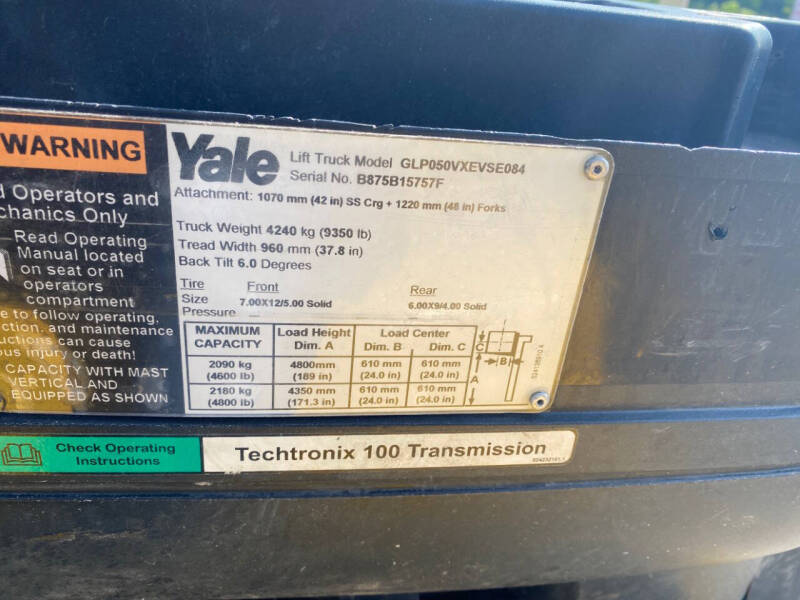 WARNING
d Operators and
chanics Only
Read Operating
Manual located
on seat or in
operators
compartment
e to follow operating,
ction, and maintenance
uctions can cause
us injury or death!
CAPACITY WITH MAST
VERTICAL AND
EQUIPPED AS SHOWN
Yale
Lift Truck Model GLP050VXEVSE084
Serial No. B875B15757F
Attachment: 1070 mm (42 in) SS Crg + 1220 mm (48 in) Forks
Truck Weight 4240 kg (9350 lb)
Tread Width 960 mm (37.8 in)
Back Tilt 6.0 Degrees
Tire Front Rear
Size 7.00X12/5.00 Solid 6.00X9/4.00 Solid
Pressure
MAXIMUM CAPACITY Load Height Dim. A Load Center Dim. B Dim. C
2090 kg (4600 lb) 4800mm (189 in) 610 mm (24.0 in) 610 mm (24.0 in)
2180 kg (4800 lb) 4350mm (171.3 in) 610 mm (24.0 in) 610 mm (24.0 in)
C
B
A
Check Operating
Instructions
Techtronix 100 Transmission